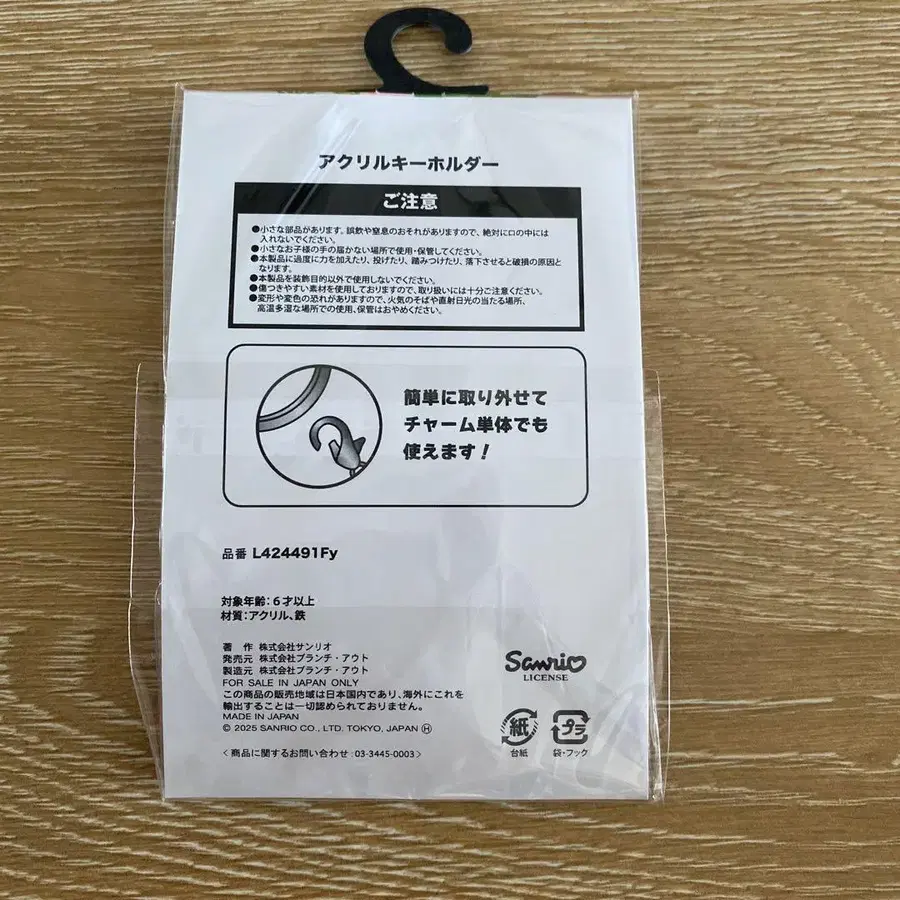 アクリルキーホルダー
ご注意
●小さな部品があります。誤飲や窒息のおそれがありますので、絶対に口の中には
入れないでください。
●小さなお子様の手の届かない場所で使用・保管してください。
●本製品に過度に力を加えたり、投げたり、踏みつけたり、落下させると破損の原因と
なります。
●本製品を装飾目的以外で使用しないでください。
●傷つきやすい素材を使用しておりますので、取り扱いには十分ご注意ください。
●変形や変色の恐れがありますので、火気のそばや直射日光の当たる場所、
高温多湿な場所での使用、保管はおやめください。
簡単に取り外せて
チャーム単体でも
使えます！
品番 L424491Fy
対象年齢：6才以上
材質：アクリル、鉄
著 作 株式会社サンリオ
発売元 株式会社ブランチ・アウト
製造元 株式会社ブランチ・アウト
FOR SALE IN JAPAN ONLY
この商品の販売地域は日本国内であり、海外にこれを
輸出することは一切認められておりません。
MADE IN JAPAN
© 2025 SANRIO CO., LTD. TOKYO, JAPAN Ⓗ
〈商品に関するお問い合わせ：03-3445-0003〉
Sanrio
LICENSE
紙
台紙
プラ
袋・フック